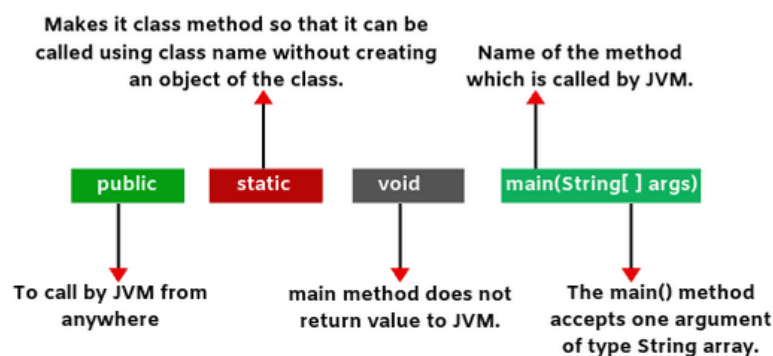 Makes it class method so that it can be
called using class name without creating
an object of the class.
Name of the method
which is called by JVM.
public
static
void
main(String[ ] args)
To call by JVM from
anywhere
main method does not
return value to JVM.
The main() method
accepts one argument
of type String array.